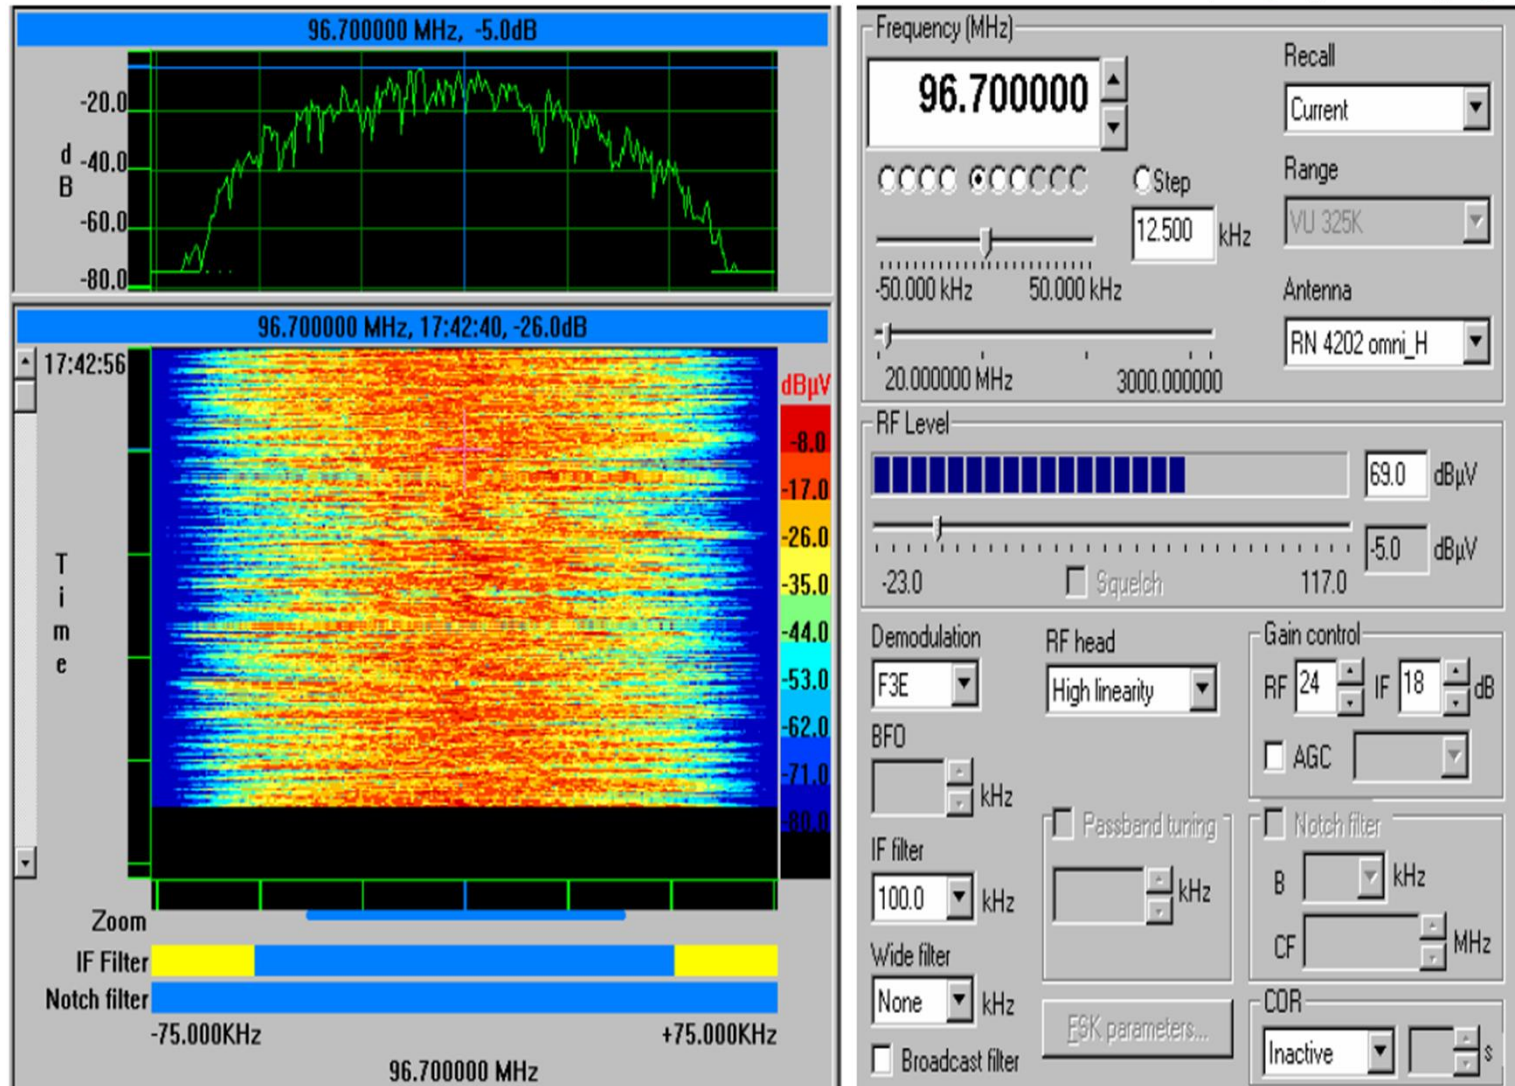 96.700000 MHz, -5.0dB
-20.0
d
B
-40.0
-60.0
-80.0
96.700000 MHz, 17:42:40, -26.0dB
17:42:56
Time
dBµV
-8.0
-17.0
-26.0
-35.0
-44.0
-53.0
-62.0
-71.0
-80.0
Zoom
IF Filter
Notch filter
-75.000KHz
+75.000KHz
96.700000 MHz
Frequency (MHz)
96.700000
Recall
Current
Step
12.500 kHz
Range
VU 325K
-50.000 kHz
50.000 kHz
Antenna
RN 4202 omni_H
20.000000 MHz
3000.000000
RF Level
69.0 dBµV
-5.0 dBµV
-23.0
Squelch
117.0
Demodulation
F3E
RF head
High linearity
Gain control
RF 24 IF 18 dB
AGC
BFO
kHz
Passband tuning
kHz
Notch filter
B kHz
CF MHz
IF filter
100.0 kHz
Wide filter
None kHz
Broadcast filter
FSK parameters...
COR
Inactive s